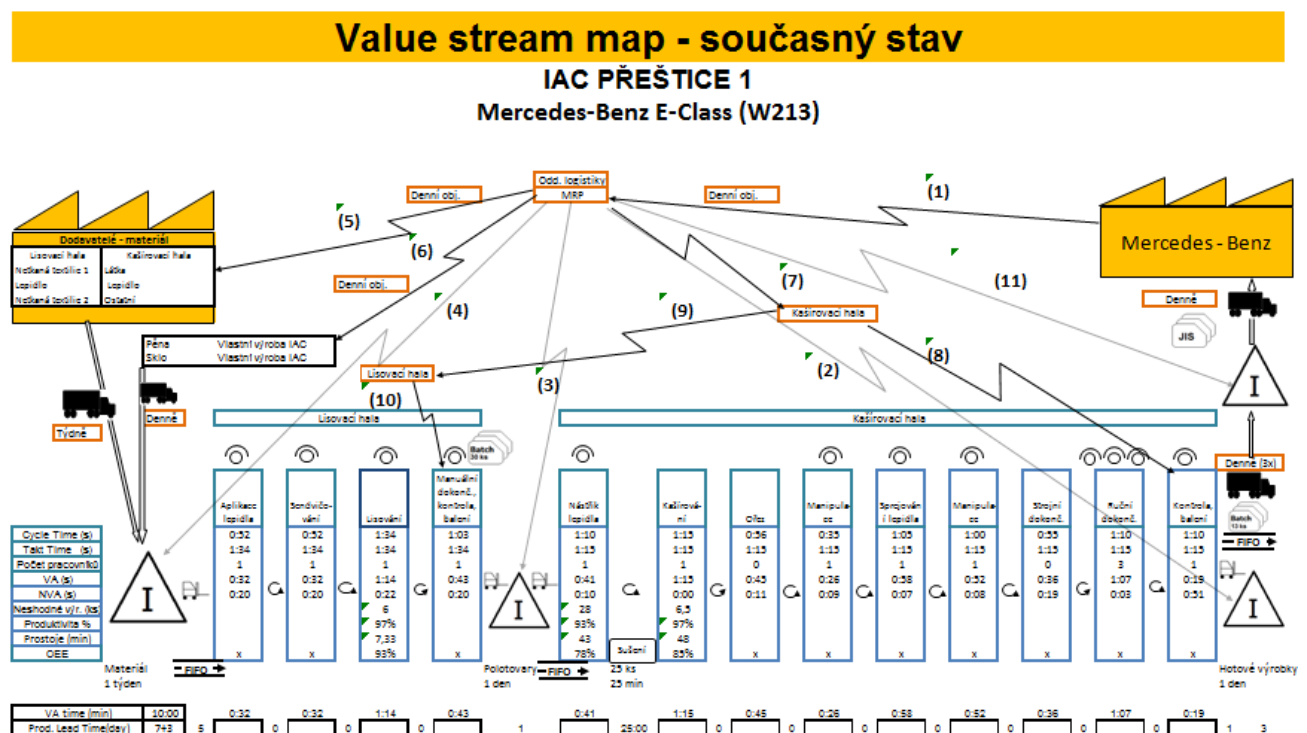 Value stream map - současný stav
IAC PŘEŠTICE 1
Mercedes-Benz E-Class (W213)
Odd. logistiky
MRP
Denní obj.
Denní obj.
(1)
(5)
(6)
Mercedes - Benz
Dodavatelé - materiál
Lisovací hala Kašírovací hala
Netkaná textilie 1 Látka
Lepidlo Lepidlo
Netkaná textilie 2 Ostatní
(7)
(11)
Denní obj.
Denně
(4)
(9)
Kašírovací hala
JIS
Pěna Vlastní výroba IAC
Sklo Vlastní výroba IAC
(8)
Lisovací hala
(3)
(2)
I
(10)
Denně
Týdně
Lisovací hala
Kašírovací hala
Batch
30 ks
Denně (3x)
Aplikace lepidla
Sendvičo-vání
Lisování
Manuální dokonč., kontrola, balení
Nástřik lepidla
Kašírová-ní
Ořez
Manipula-ce
Sprejování lepidla
Manipula-ce
Strojní dokonč.
Ruční dokonč.
Kontrola, balení
Batch
FIFO
Cycle Time (s) 0:52 0:52 1:34 1:03 1:10 1:15 0:56 0:35 1:05 1:00 0:55 1:10 1:10
Takt Time (s) 1:34 1:34 1:34 1:34 1:15 1:15 1:15 1:15 1:15 1:15 1:15 1:15 1:15
Počet pracovníků 1 1 1 1 1 1 0 1 1 1 0 3 1
VA (s) 0:32 0:32 1:14 0:43 0:41 1:15 0:45 0:26 0:58 0:52 0:36 1:07 0:19
NVA (s) 0:20 0:20 0:22 0:20 0:10 0:00 0:11 0:09 0:07 0:08 0:19 0:03 0:51
I
I
I
Neshodné výr. (ks) 6 28 6,5
Produktivita % 97% 93% 97%
Prostoje (min) 7,33 43 48
OEE x x 93% x 78% 85% x x x x x x x
Sušení
Materiál
1 týden
FIFO
Polotovary
1 den
FIFO
25 ks
25 min
Hotové výrobky
1 den
VA time (min) 10:00 0:32 0:32 1:14 0:43 0:41 1:15 0:45 0:26 0:58 0:52 0:36 1:07 0:19
Prod. Lead Time(day) 7+3 5 0 0 0 0 1 25:00 0 0 0 0 0 0 0 1 3